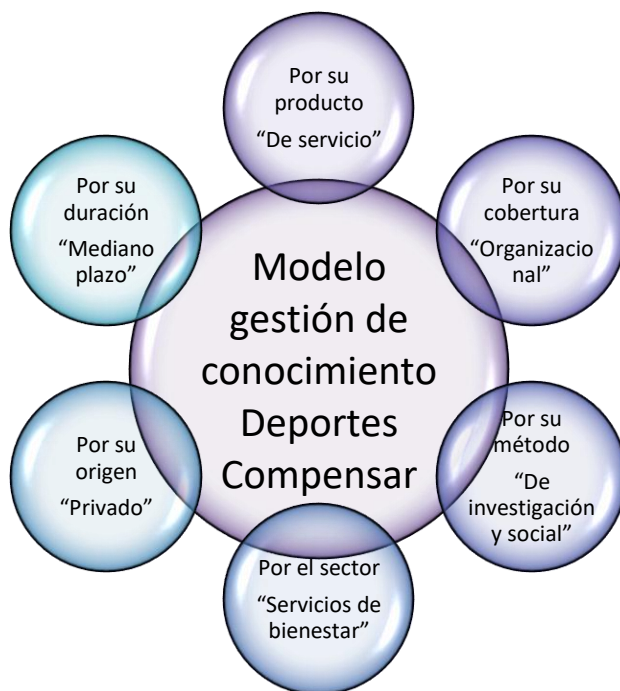 Por su
producto
“De servicio”
Por su
cobertura
“Organizacio
nal”
Por su
método
“De
investigación
y social”
Por el sector
“Servicios de
bienestar”
Por su
origen
“Privado”
Por su
duración
“Mediano
plazo”
Modelo
gestión de
conocimiento
Deportes
Compensar